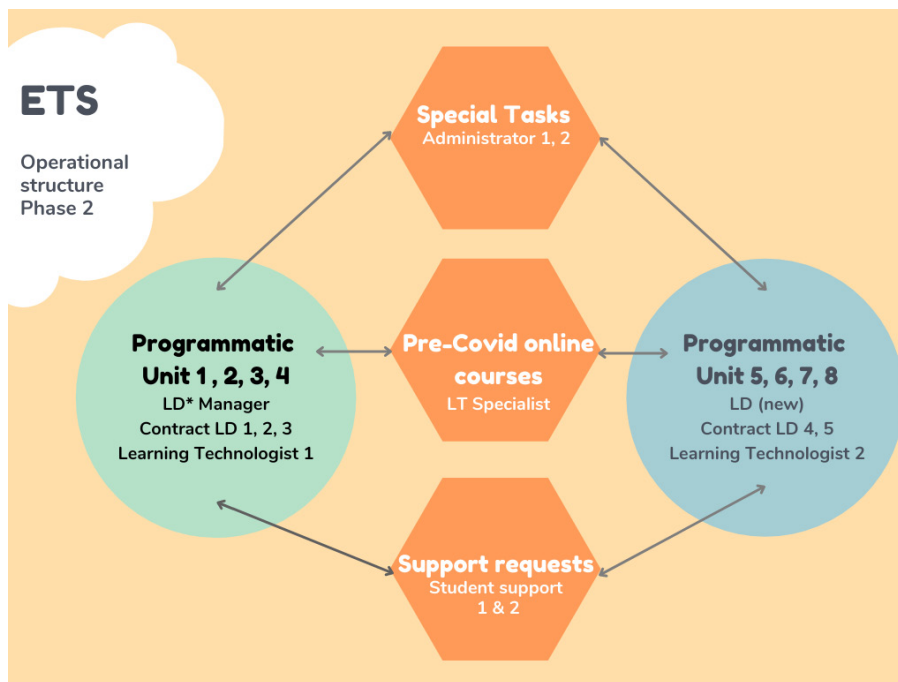 ETS
Operational
structure
Phase 2
Special Tasks
Administrator 1, 2
Programmatic
Unit 1 , 2, 3, 4
LD* Manager
Contract LD 1, 2, 3
Learning Technologist 1
Pre-Covid online
courses
LT Specialist
Programmatic
Unit 5, 6, 7, 8
LD (new)
Contract LD 4, 5
Learning Technologist 2
Support requests
Student support
1 & 2